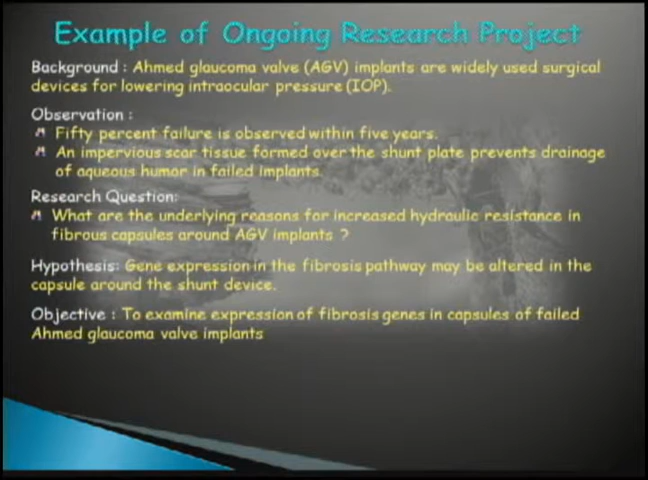 Example of Ongoing Research Project
Background : Ahmed glaucoma valve (AGV) implants are widely used surgical
devices for lowering intraocular pressure (IOP).
Observation :
Fifty percent failure is observed within five years.
An impervious scar tissue formed over the shunt plate prevents drainage
of aqueous humor in failed implants.
Research Question:
What are the underlying reasons for increased hydraulic resistance in
fibrous capsules around AGV implants ?
Hypothesis: Gene expression in the fibrosis pathway may be altered in the
capsule around the shunt device.
Objective : To examine expression of fibrosis genes in capsules of failed
Ahmed glaucoma valve implants